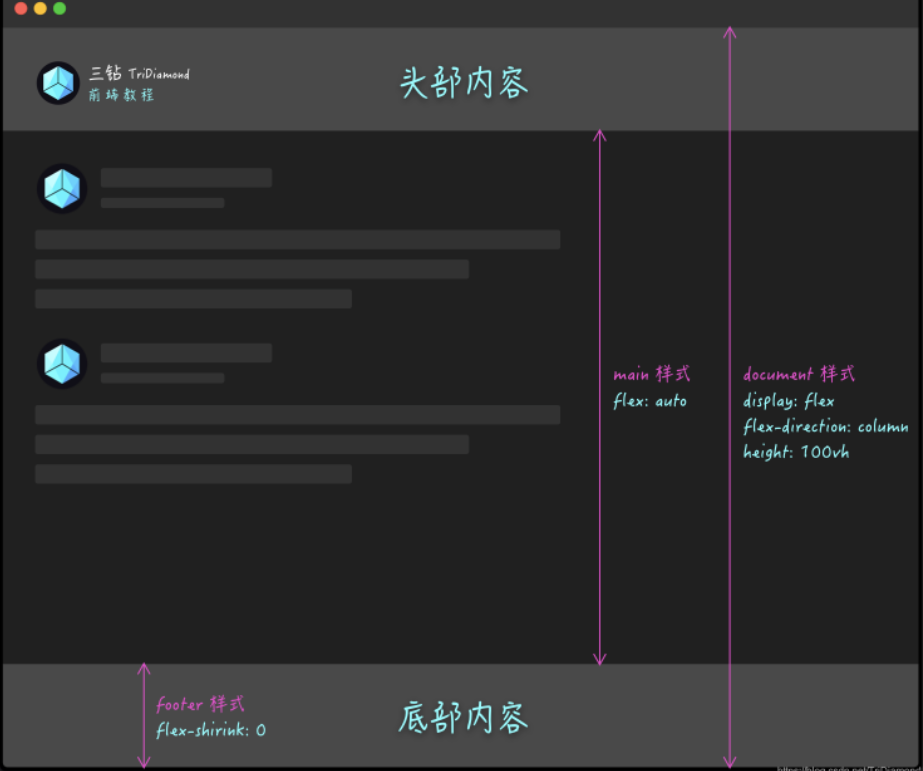 三钻 TriDiamond
前端教程
头部内容
main 样式
flex: auto
document 样式
display: flex
flex-direction: column
height: 100vh
footer 样式
flex-shirink: 0
底部内容
https://blog.csdn.net/TriDiamond